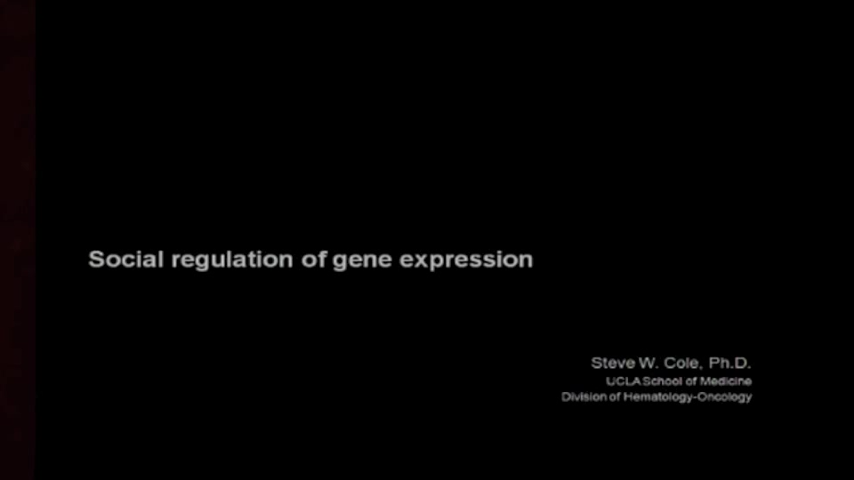 Social regulation of gene expression
Steve W. Cole, Ph.D.
UCLA School of Medicine
Division of Hematology-Oncology